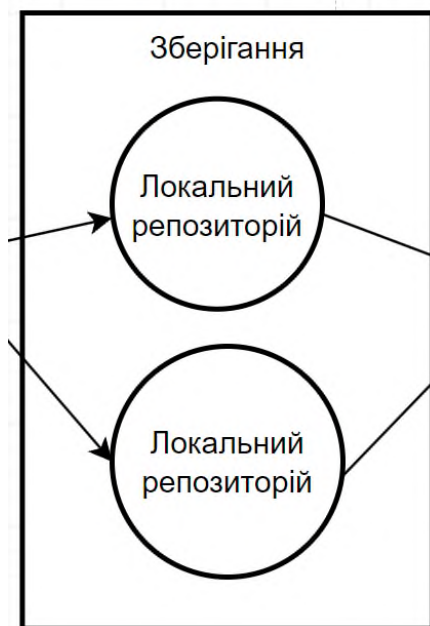 Зберігання
Локальний
репозиторій
Локальний
репозиторій